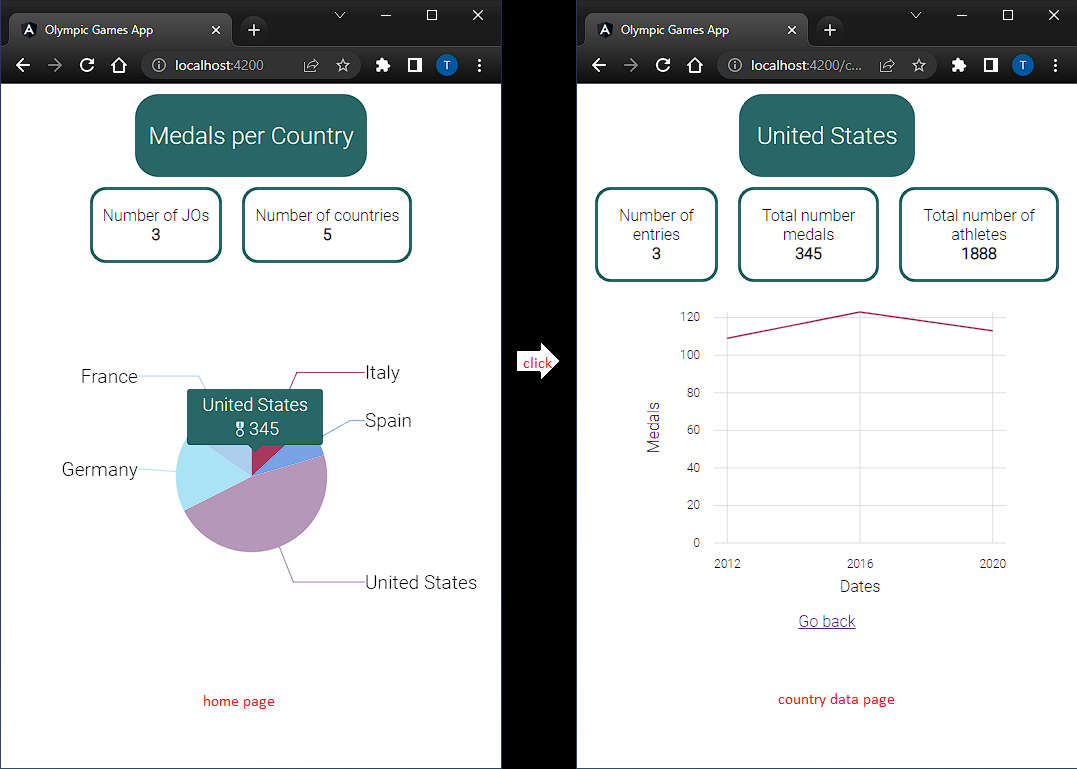 Olympic Games App
localhost:4200
T
Medals per Country
Number of JOs
3
Number of countries
5
France
Italy
United States
🎖 345
Spain
Germany
United States
home page
click
Olympic Games App
localhost:4200/c...
T
United States
Number of
entries
3
Total number
medals
345
Total number of
athletes
1888
120
100
80
60
40
20
0
Medals
2012 2016 2020
Dates
Go back
country data page